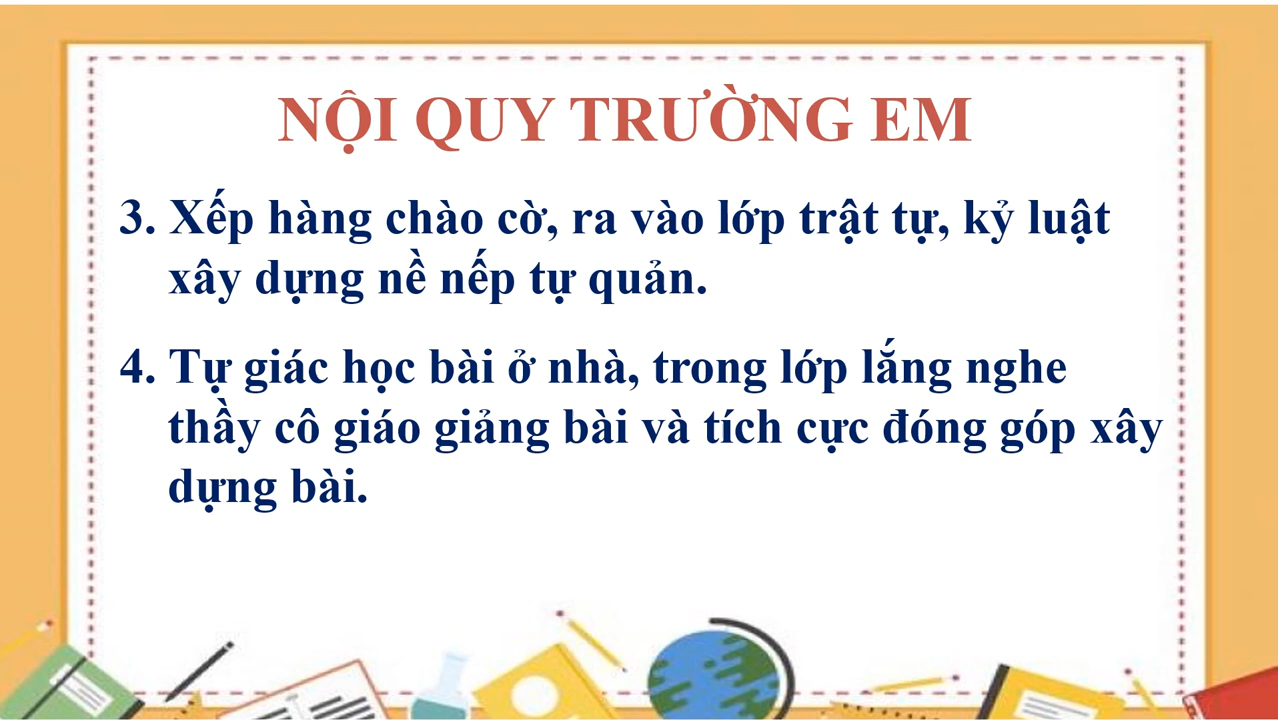 NỘI QUY TRƯỜNG EM
3. Xếp hàng chào cờ, ra vào lớp trật tự, kỷ luật
xây dựng nề nếp tự quản.
4. Tự giác học bài ở nhà, trong lớp lắng nghe
thầy cô giáo giảng bài và tích cực đóng góp xây
dựng bài.